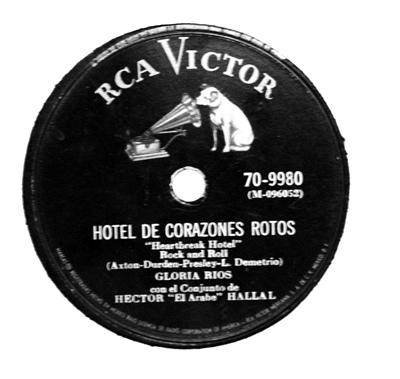 RCA VICTOR
70-9980
(M-096052)
HOTEL DE CORAZONES ROTOS
"Heartbreak Hotel"
Rock and Roll
(Axton-Durden-Presley-L. Demetrio)
GLORIA RIOS
con el Conjunto de
HECTOR "El Arabe" HALLAL